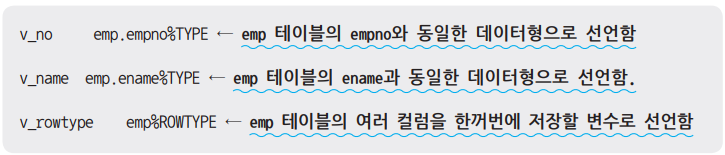 v_no emp.empno%TYPE ← emp 테이블의 empno와 동일한 데이터형으로 선언함
v_name emp.ename%TYPE ← emp 테이블의 ename과 동일한 데이터형으로 선언함.
v_rowtype emp%ROWTYPE ← emp 테이블의 여러 컬럼을 한꺼번에 저장할 변수로 선언함